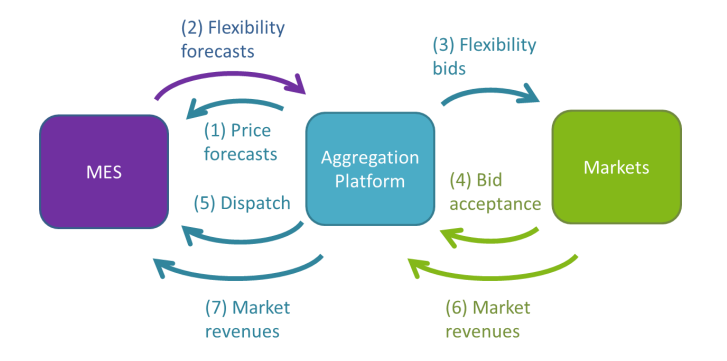 (2) Flexibility
forecasts
(3) Flexibility
bids
(1) Price
forecasts
MES
Aggregation
Platform
Markets
(4) Bid
acceptance
(5) Dispatch
(7) Market
revenues
(6) Market
revenues